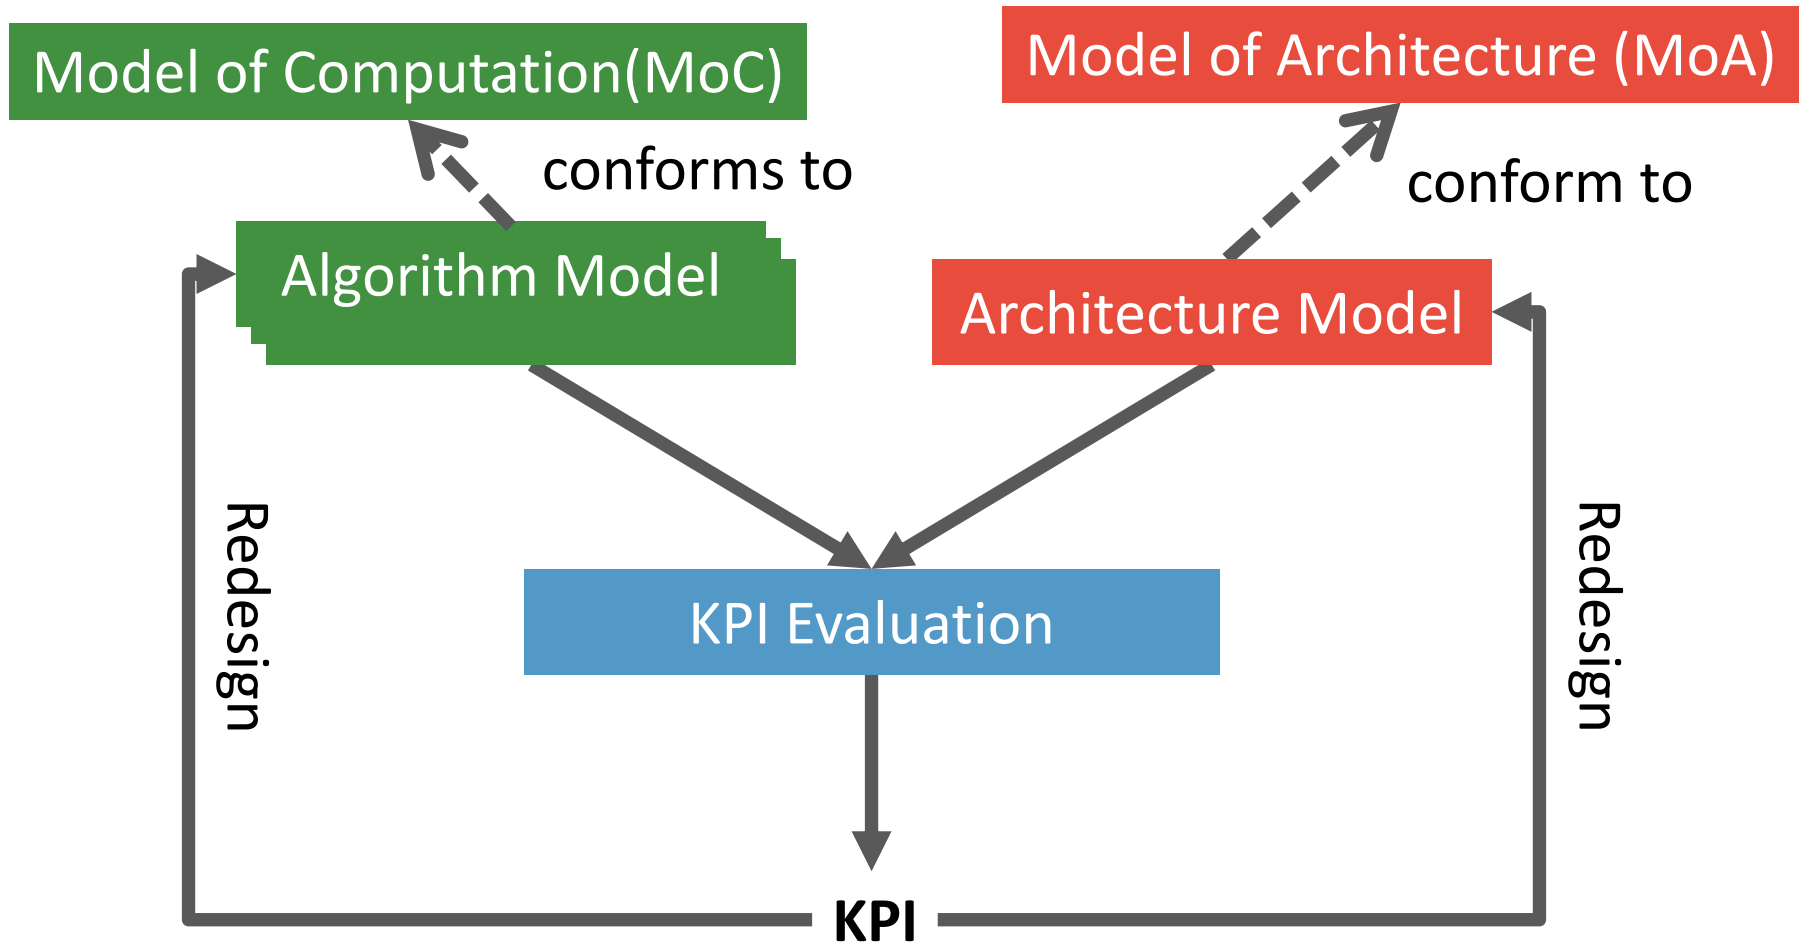 Model of Computation(MoC)
Model of Architecture (MoA)
conforms to
conform to
Algorithm Model
Architecture Model
Redesign
Redesign
KPI Evaluation
KPI